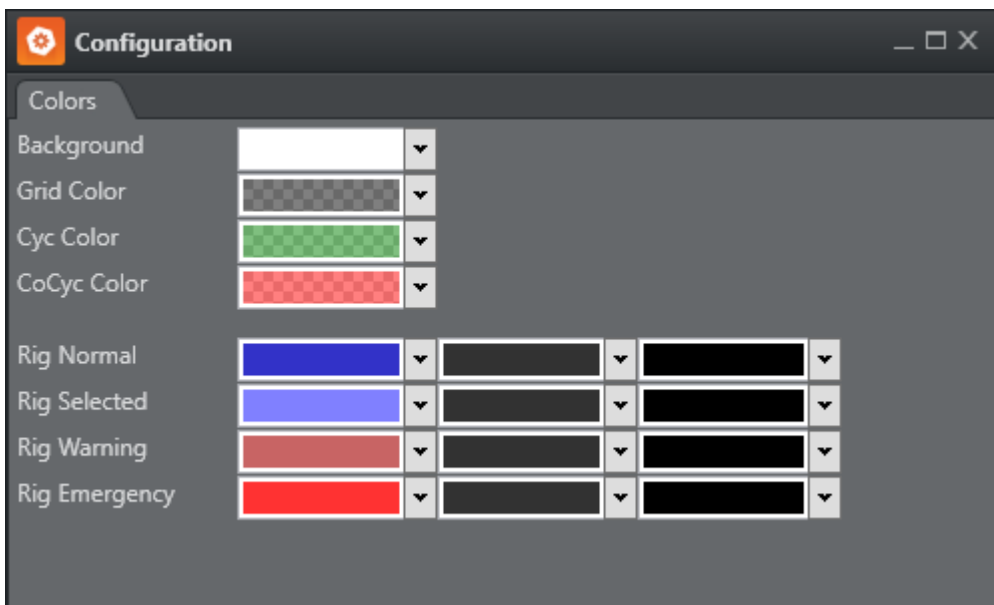 Configuration
Colors
Background
Grid Color
Cyc Color
CoCyc Color
Rig Normal
Rig Selected
Rig Warning
Rig Emergency